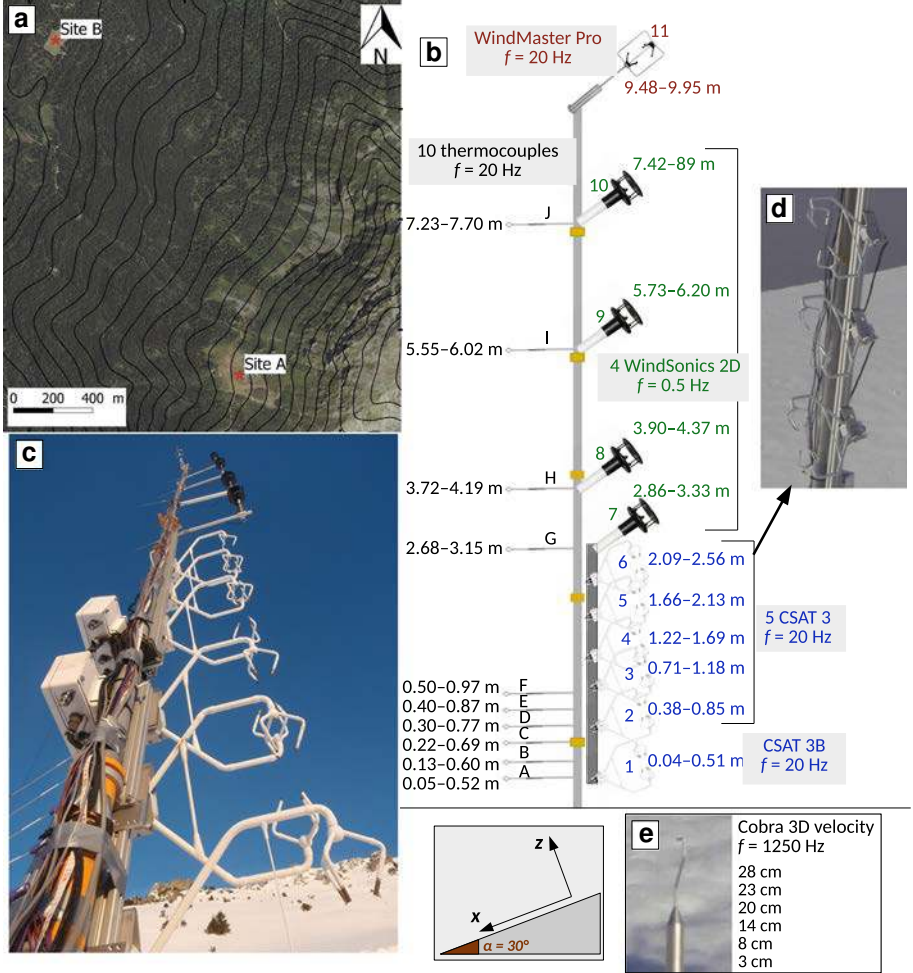 a
Site B
N
Site A
0 200 400 m
b
WindMaster Pro
f = 20 Hz
11
9.48–9.95 m
10 thermocouples
f = 20 Hz
7.42–89 m
10
J
7.23–7.70 m
5.73–6.20 m
9
I
5.55–6.02 m
4 WindSonics 2D
f = 0.5 Hz
3.90–4.37 m
8
H
3.72–4.19 m
2.86–3.33 m
7
G
2.68–3.15 m
6 2.09–2.56 m
5 1.66–2.13 m
4 1.22–1.69 m
3 0.71–1.18 m
2 0.38–0.85 m
1 0.04–0.51 m
5 CSAT 3
f = 20 Hz
CSAT 3B
f = 20 Hz
0.50–0.97 m F
0.40–0.87 m E
0.30–0.77 m D
0.22–0.69 m C
0.13–0.60 m B
0.05–0.52 m A
c
d
z
x
α = 30°
e
Cobra 3D velocity
f = 1250 Hz
28 cm
23 cm
20 cm
14 cm
8 cm
3 cm